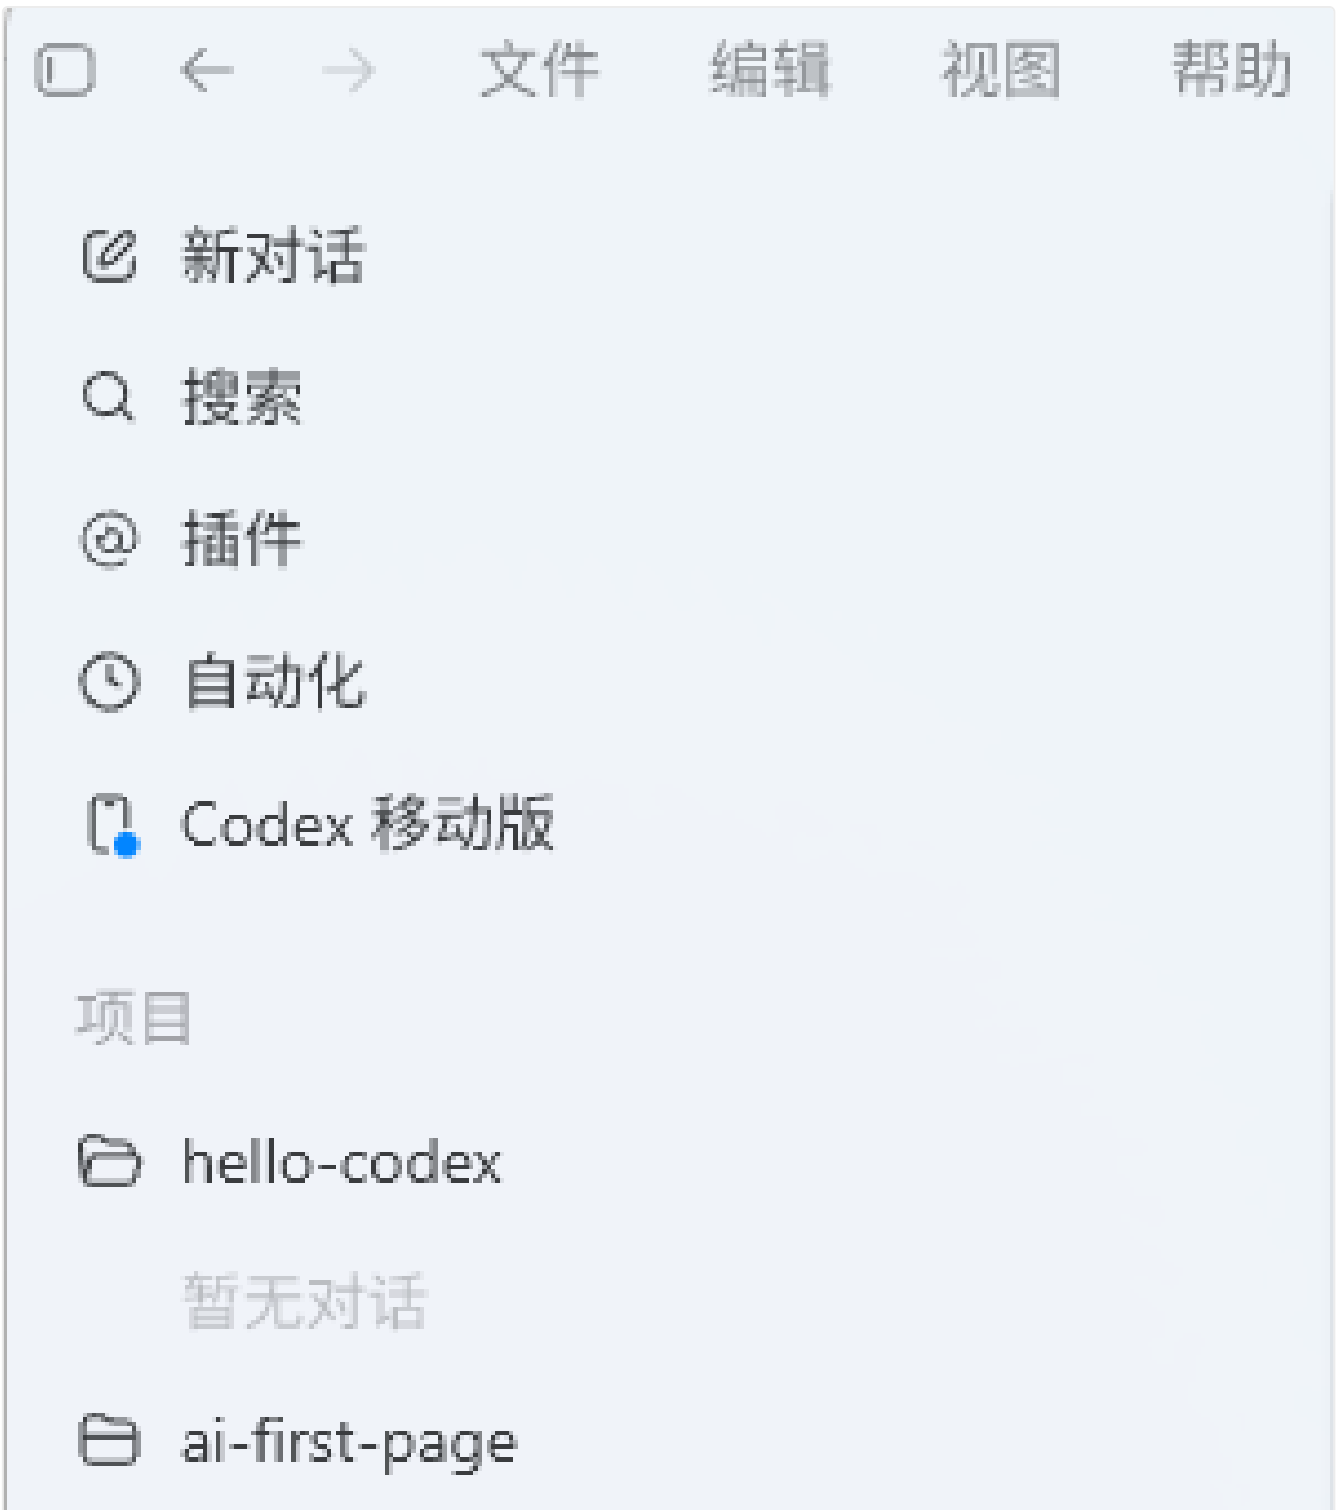 文件 编辑 视图 帮助
新对话
搜索
插件
自动化
Codex 移动版
项目
hello-codex
暂无对话
ai-first-page